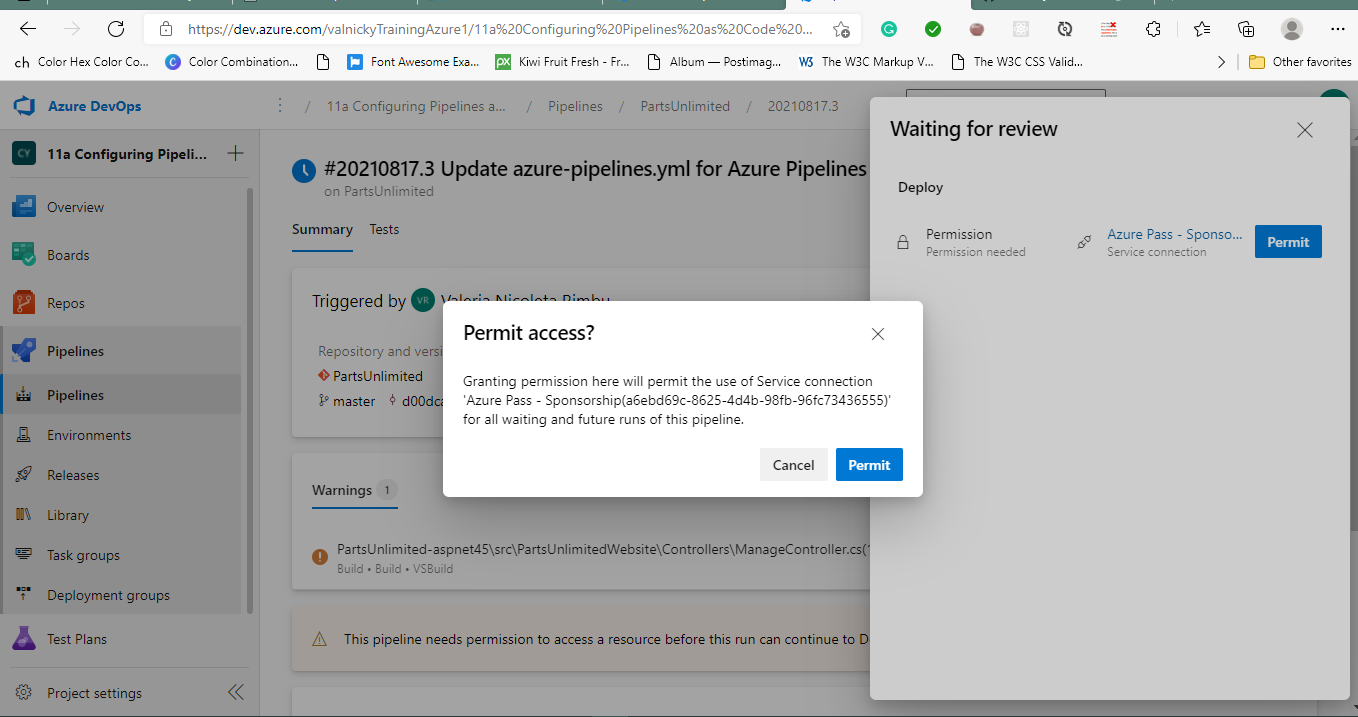 https://dev.azure.com/valnickyTrainingAzure1/11a%20Configuring%20Pipelines%20as%20Code%20...
ch Color Hex Color Co...
Color Combination...
Font Awesome Exa...
px Kiwi Fruit Fresh - Fr...
Album — Postimag...
W3 The W3C Markup V...
The W3C CSS Valid...
Other favorites
Azure DevOps
/ 11a Configuring Pipelines a... / Pipelines / PartsUnlimited / 20210817.3
CY 11a Configuring Pipeli...
Overview
Boards
Repos
Pipelines
Pipelines
Environments
Releases
Library
Task groups
Deployment groups
Test Plans
Project settings
#20210817.3 Update azure-pipelines.yml for Azure Pipelines
on PartsUnlimited
Summary Tests
Triggered by VR Valeria Nicoleta Rimbu
Repository and versi
PartsUnlimited
master d00dca
Warnings 1
PartsUnlimited-aspnet45\src\PartsUnlimitedWebsite\Controllers\ManageController.cs(
Build • Build • VSBuild
This pipeline needs permission to access a resource before this run can continue to D
Waiting for review
Deploy
Permission
Permission needed
Azure Pass - Sponso...
Service connection
Permit
Permit access?
Granting permission here will permit the use of Service connection
'Azure Pass - Sponsorship(a6ebd69c-8625-4d4b-98fb-96fc73436555)'
for all waiting and future runs of this pipeline.
Cancel Permit